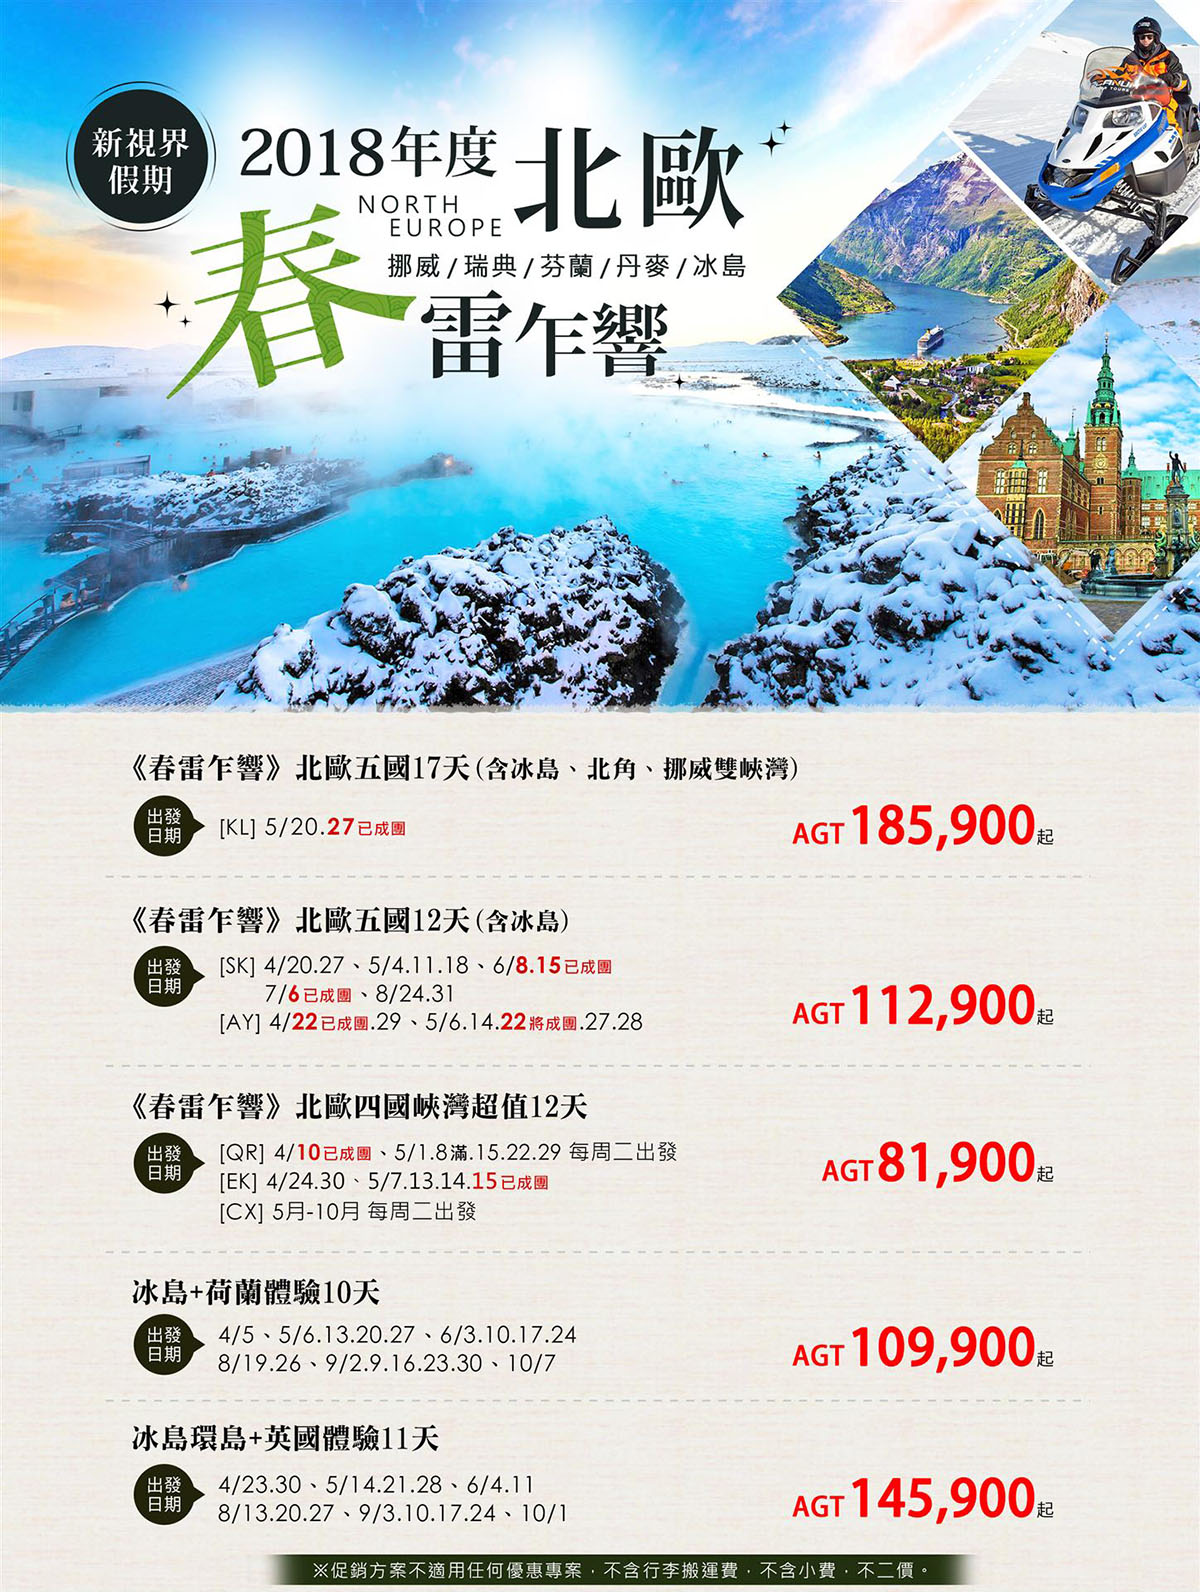 新視界
假期
2018年度 北歐
NORTH
EUROPE
挪威/瑞典/芬蘭/丹麥/冰島
春雷乍響
《春雷乍響》北歐五國17天(含冰島、北角、挪威雙峽灣)
出發
日期
[KL] 5/20.27已成團
AGT 185,900起
《春雷乍響》北歐五國12天(含冰島)
出發
日期
[SK] 4/20.27、5/4.11.18、6/8.15已成團
7/6已成團、8/24.31
[AY] 4/22已成團.29、5/6.14.22將成團.27.28
AGT 112,900起
《春雷乍響》北歐四國峽灣超值12天
出發
日期
[QR] 4/10已成團、5/1.8滿.15.22.29 每周二出發
[EK] 4/24.30、5/7.13.14.15已成團
[CX] 5月-10月 每周二出發
AGT 81,900起
冰島+荷蘭體驗10天
出發
日期
4/5、5/6.13.20.27、6/3.10.17.24
8/19.26、9/2.9.16.23.30、10/7
AGT 109,900起
冰島環島+英國體驗11天
出發
日期
4/23.30、5/14.21.28、6/4.11
8/13.20.27、9/3.10.17.24、10/1
AGT 145,900起
※促銷方案不適用任何優惠專案，不含行李搬運費，不含小費，不二價。